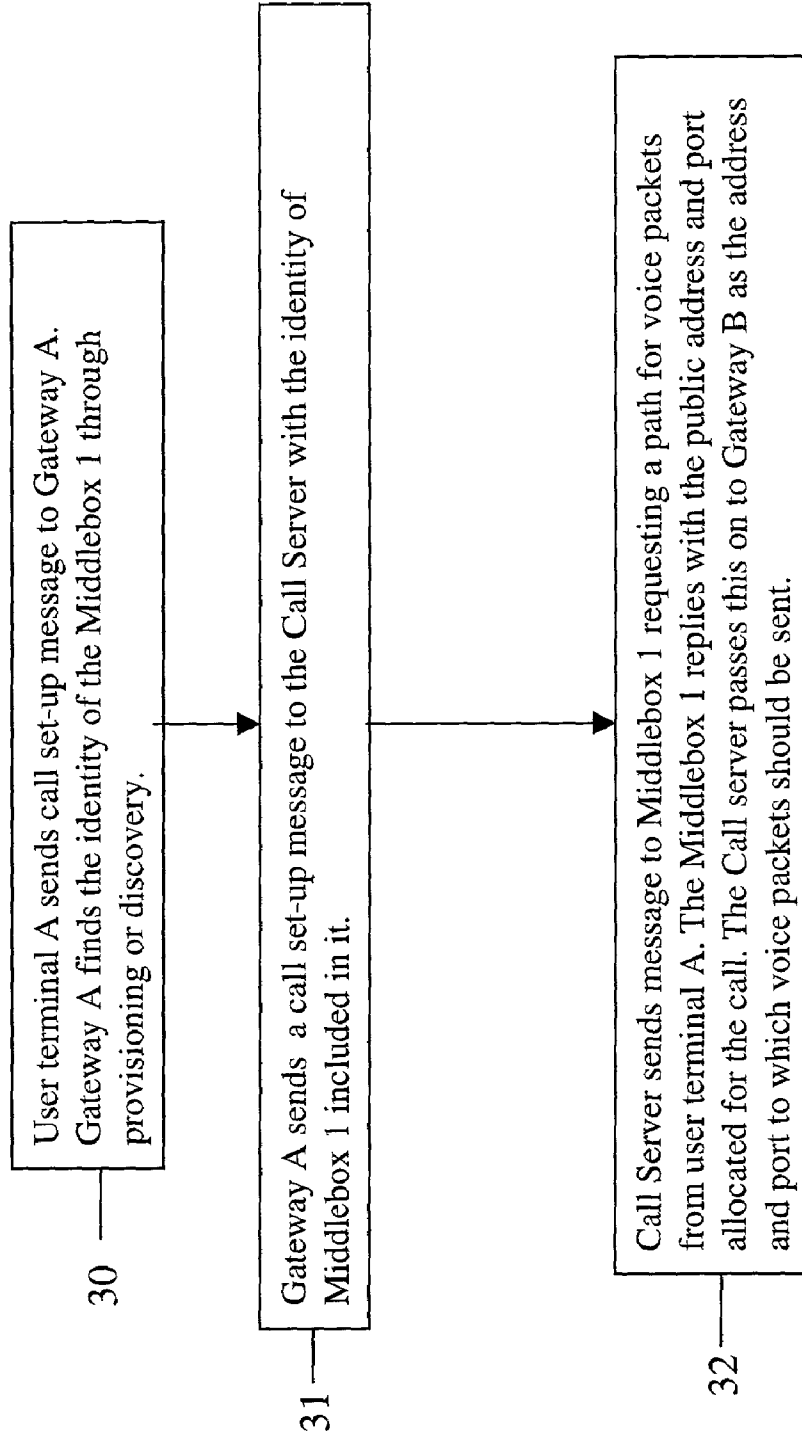 User terminal A sends call set-up message to Gateway A.
Gateway A finds the identity of the Middlebox 1 through
provisioning or discovery.
30
Gateway A sends a call set-up message to the Call Server with the identity of
Middlebox 1 included in it.
31
Call Server sends message to Middlebox 1 requesting a path for voice packets
from user terminal A. The Middlebox 1 replies with the public address and port
allocated for the call. The Call server passes this on to Gateway B as the address
and port to which voice packets should be sent.
32